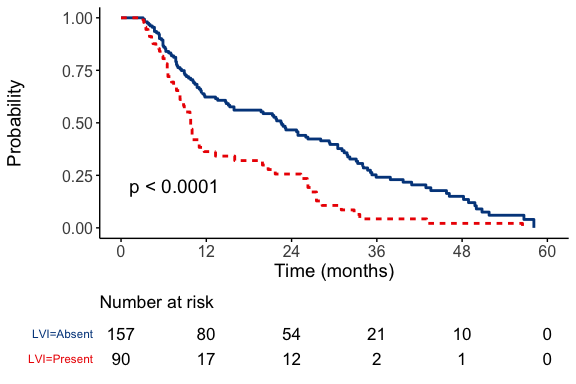 Probability
1.00
0.75
0.50
0.25
0.00
p < 0.0001
0 12 24 36 48 60
Time (months)
Number at risk
LVI=Absent 157 80 54 21 10 0
LVI=Present 90 17 12 2 1 0